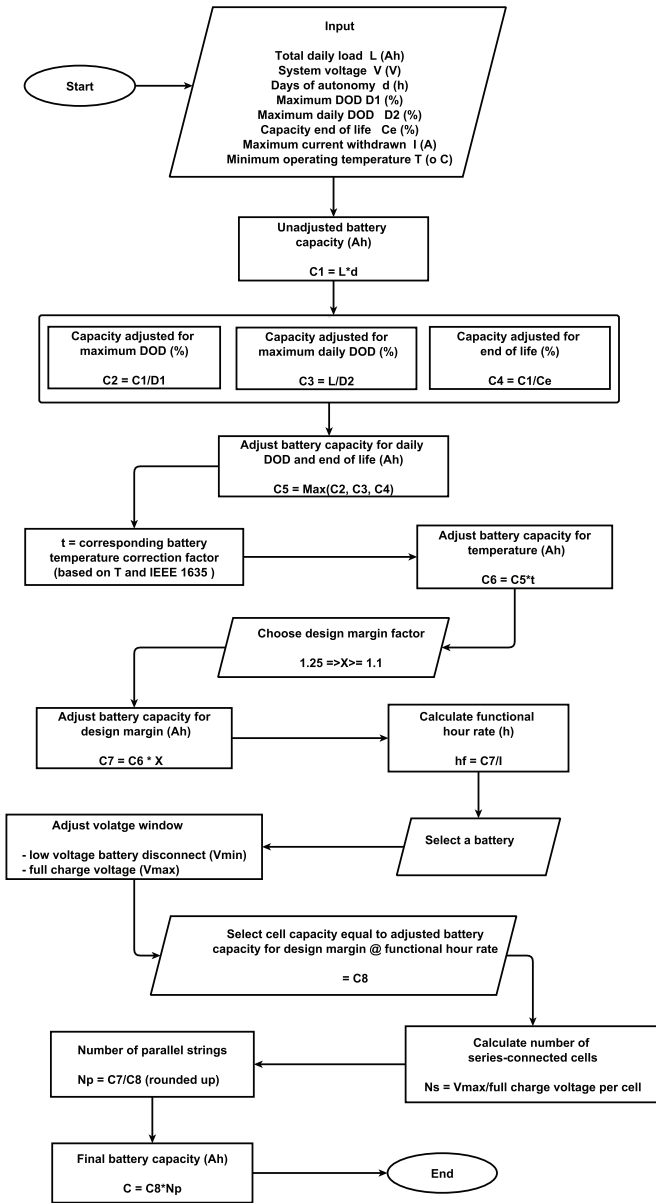 Start
Input
Total daily load L (Ah)
System voltage V (V)
Days of autonomy d (h)
Maximum DOD D1 (%)
Maximum daily DOD D2 (%)
Capacity end of life Ce (%)
Maximum current withdrawn I (A)
Minimum operating temperature T (o C)
Unadjusted battery
capacity (Ah)
C1 = L*d
Capacity adjusted for
maximum DOD (%)
C2 = C1/D1
Capacity adjusted for
maximum daily DOD (%)
C3 = L/D2
Capacity adjusted for
end of life (%)
C4 = C1/Ce
Adjust battery capacity for daily
DOD and end of life (Ah)
C5 = Max(C2, C3, C4)
t = corresponding battery
temperature correction factor
(based on T and IEEE 1635 )
Adjust battery capacity for
temperature (Ah)
C6 = C5*t
Choose design margin factor
1.25 =>X>= 1.1
Adjust battery capacity for
design margin (Ah)
C7 = C6 * X
Calculate functional
hour rate (h)
hf = C7/I
Select a battery
Adjust volatge window
- low voltage battery disconnect (Vmin)
- full charge voltage (Vmax)
Select cell capacity equal to adjusted battery
capacity for design margin @ functional hour rate
= C8
Calculate number of
series-connected cells
Ns = Vmax/full charge voltage per cell
Number of parallel strings
Np = C7/C8 (rounded up)
Final battery capacity (Ah)
C = C8*Np
End